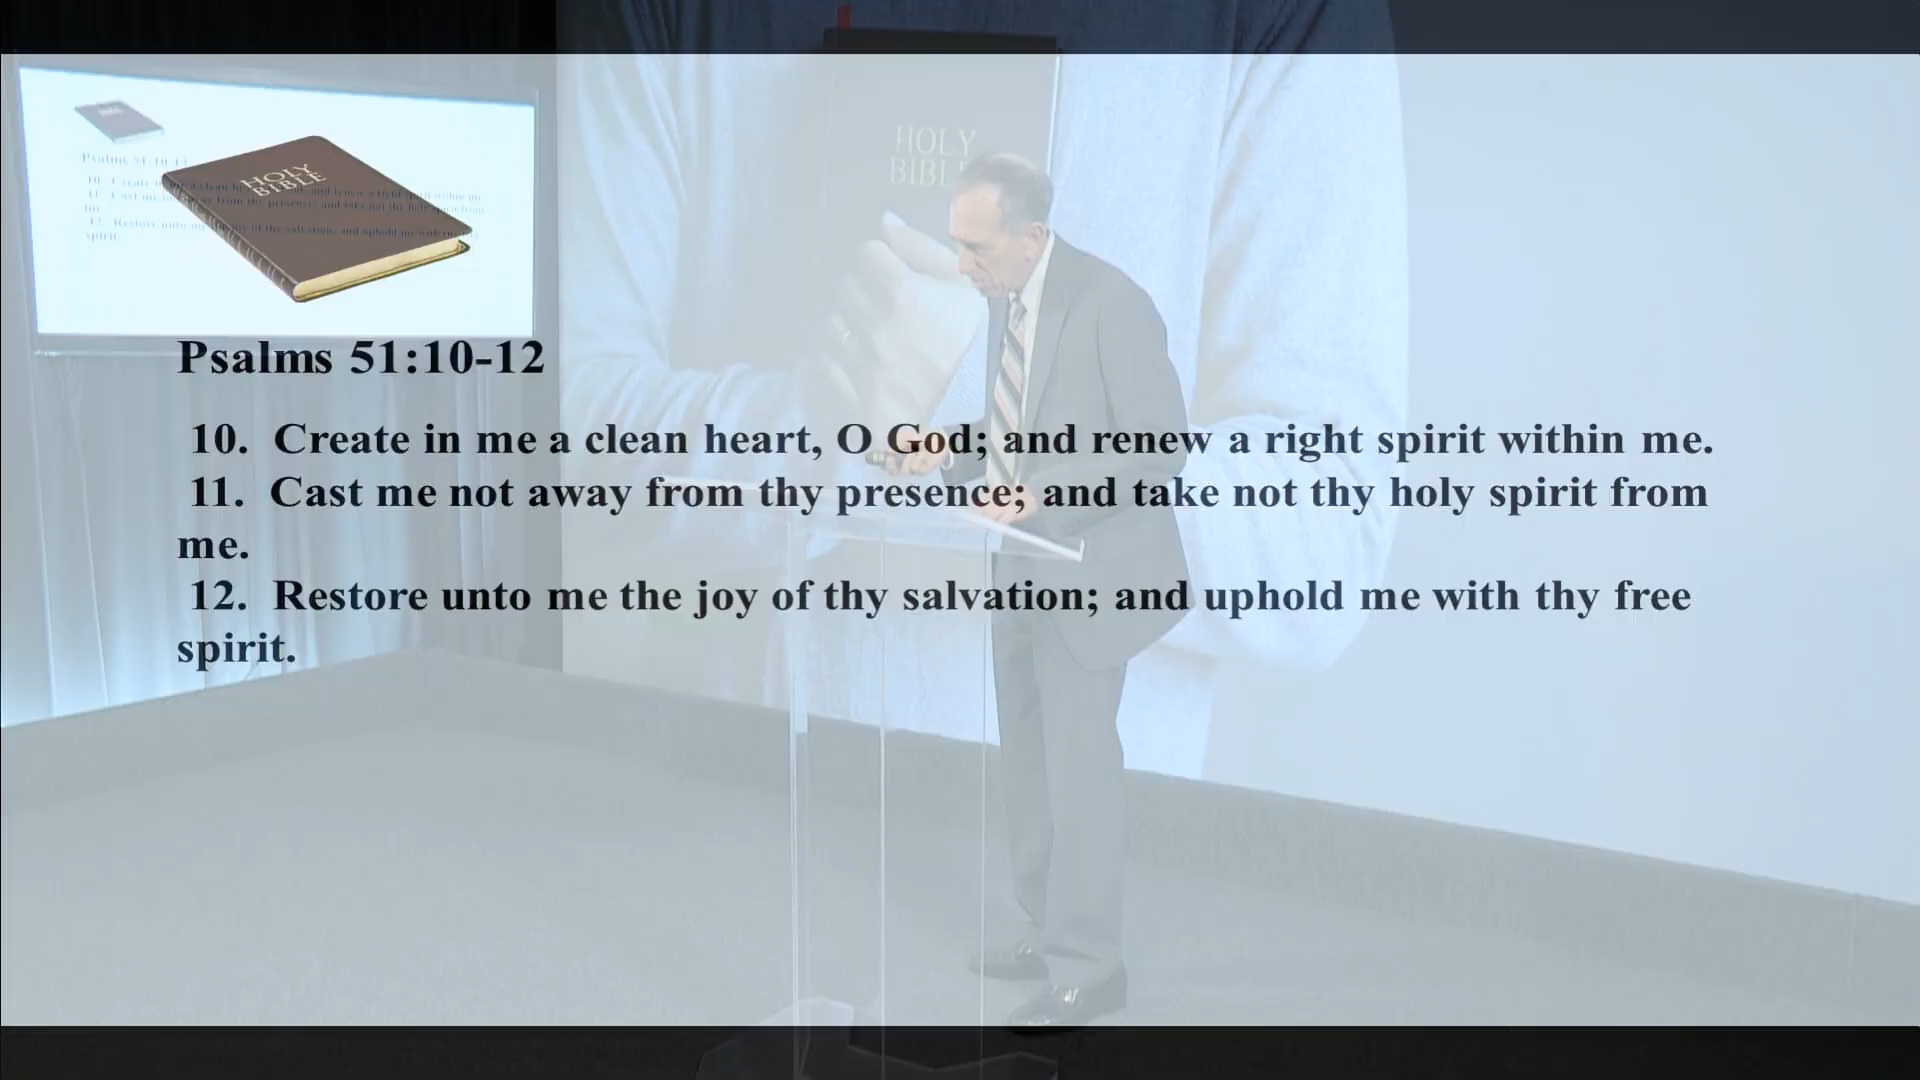 HOLY
BIBLE
HOLY
Psalms 51:10-12
10. Create in me a clean heart, O God; and renew a right spirit within me.
11. Cast me not away from thy presence; and take not thy holy spirit from
me.
12. Restore unto me the joy of thy salvation; and uphold me with thy free
spirit.